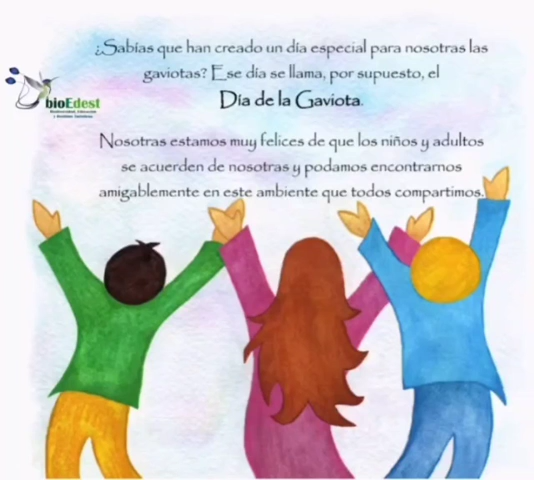 ¿Sabías que han creado un día especial para nosotras las
gaviotas? Ese día se llama, por supuesto, el
Día de la Gaviota.
bioEdest
Nosotras estamos muy felices de que los niños y adultos
se acuerden de nosotras y podamos encontrarnos
amigablemente en este ambiente que todos compartimos.